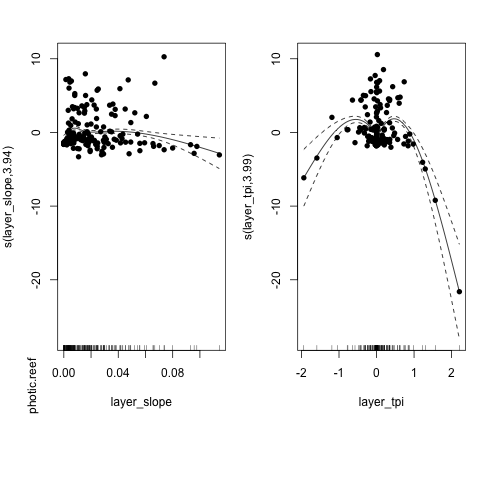 s(layer_slope,3.94)
10
0
-10
-20
0.00 0.04 0.08
layer_slope
photic.reef
s(layer_tpi,3.99)
10
0
-10
-20
-2 -1 0 1 2
layer_tpi